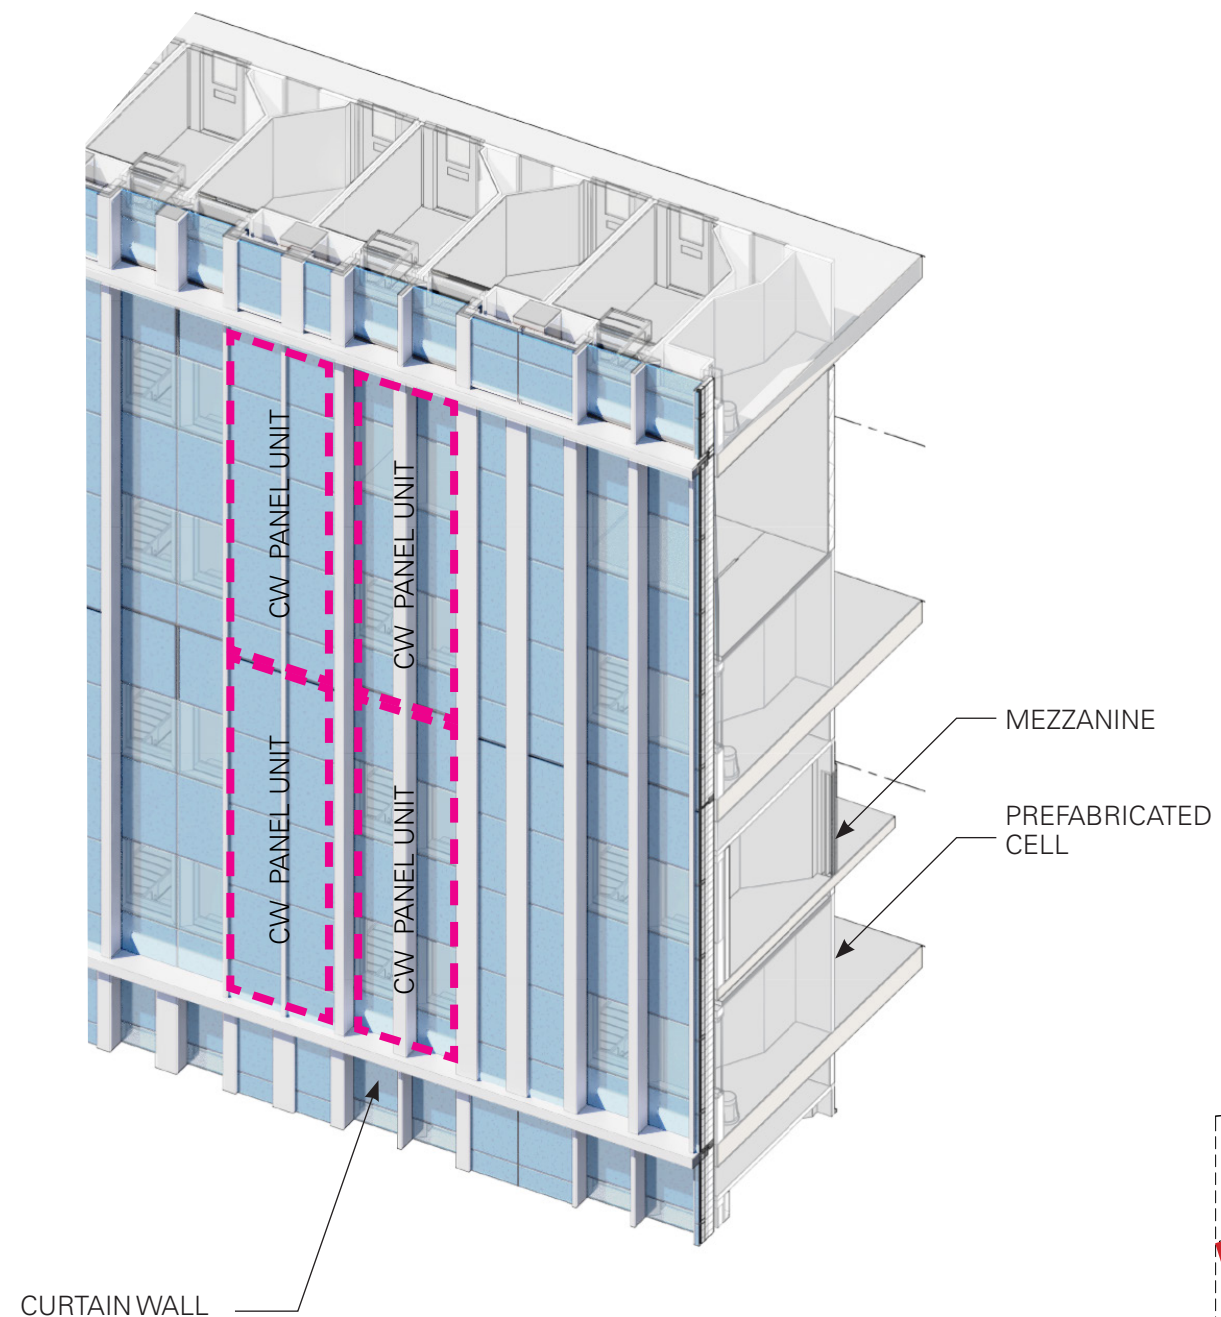 CW PANEL UNIT
CW PANEL UNIT
MEZZANINE
CW PANEL UNIT
CW PANEL UNIT
PREFABRICATED
CELL
CURTAIN WALL